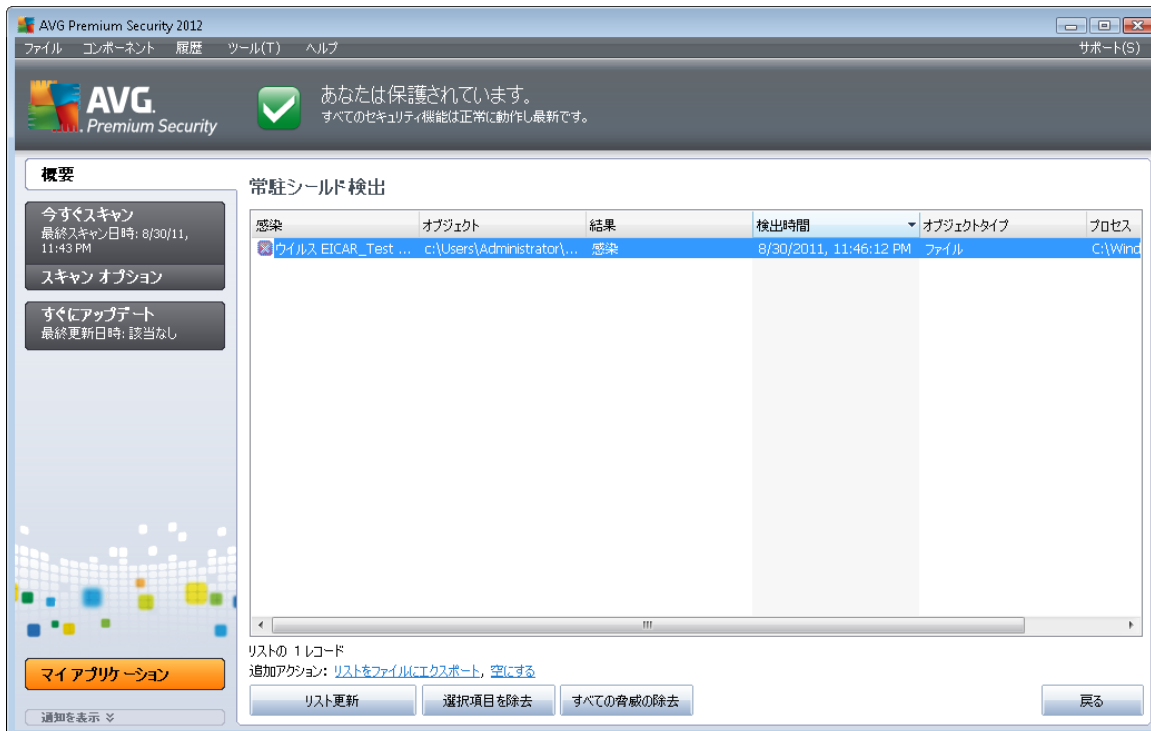 AVG Premium Security 2012
ファイル コンポーネント 履歴 ツール(T) ヘルプ サポート(S)
AVG.
Premium Security
あなたは保護されています。
すべてのセキュリティ機能は正常に動作し最新です。
概要
今すぐスキャン
最終スキャン日時: 8/30/11,
11:43 PM
スキャン オプション
すぐにアップデート
最終更新日時: 該当なし
マイ アプリケーション
通知を表示
常駐シールド検出
感染 オブジェクト 結果 検出時間 オブジェクトタイプ プロセス
ウイルス EICAR_Test ... c:\Users\Administrator\... 感染 8/30/2011, 11:46:12 PM ファイル C:\Wind
リストの 1 レコード
追加アクション: リストをファイルにエクスポート, 空にする
リスト更新 選択項目を除去 すべての脅威の除去 戻る